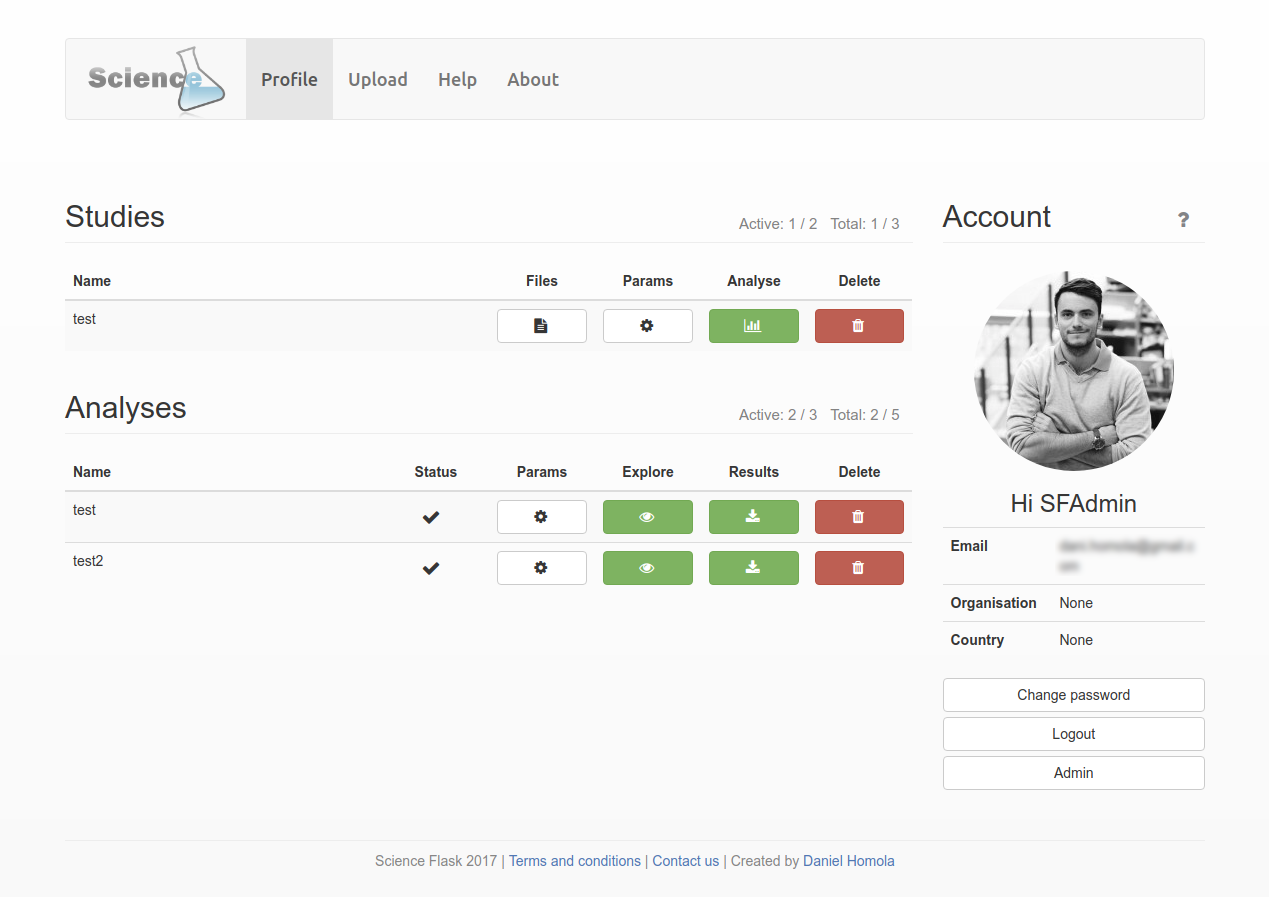 Science
Profile Upload Help About
Studies
Active: 1 / 2 Total: 1 / 3
Name Files Params Analyse Delete
test
Analyses
Active: 2 / 3 Total: 2 / 5
Name Status Params Explore Results Delete
test
test2
Account ?
Hi SFAdmin
Email
Organisation None
Country None
Change password
Logout
Admin
Science Flask 2017 | Terms and conditions | Contact us | Created by Daniel Homola